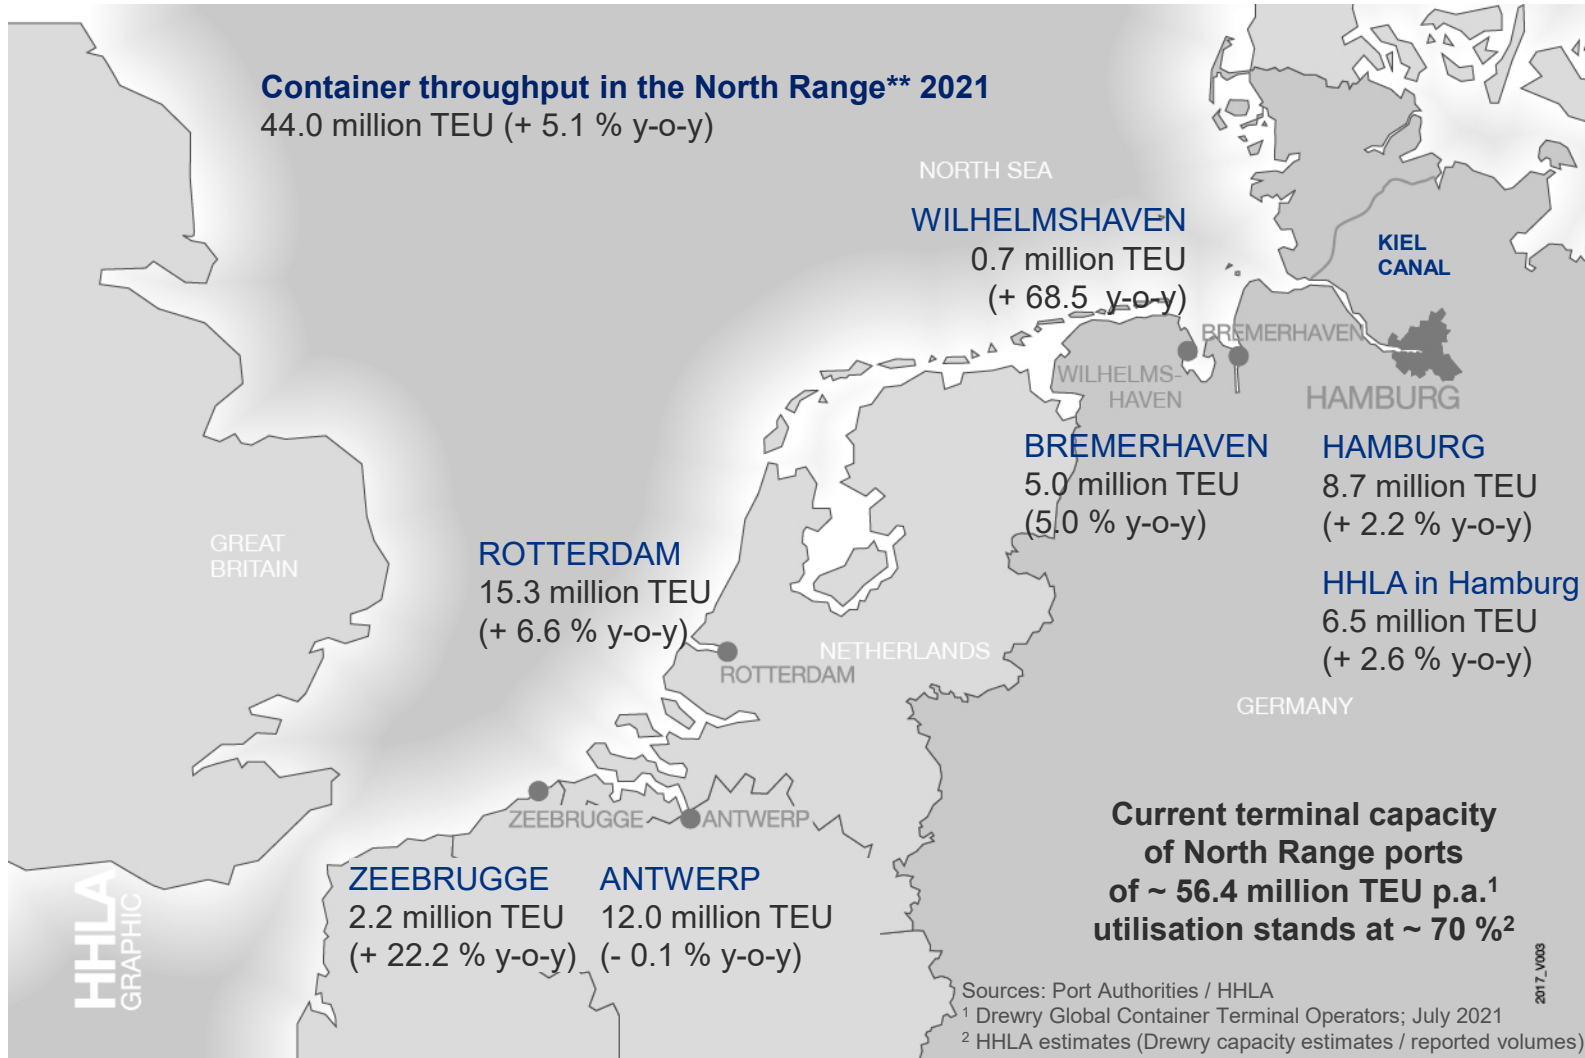 Container throughput in the North Range** 2021
44.0 million TEU (+ 5.1 % y-o-y)
NORTH SEA
WILHELMSHAVEN
0.7 million TEU
(+ 68.5 y-o-y)
KIEL
CANAL
BREMERHAVEN
WILHELMS-
HAVEN
HAMBURG
BREMERHAVEN
5.0 million TEU
(5.0 % y-o-y)
HAMBURG
8.7 million TEU
(+ 2.2 % y-o-y)
HHLA in Hamburg
6.5 million TEU
(+ 2.6 % y-o-y)
GREAT
BRITAIN
ROTTERDAM
15.3 million TEU
(+ 6.6 % y-o-y)
NETHERLANDS
ROTTERDAM
GERMANY
ZEEBRUGGE
ANTWERP
ZEEBRUGGE
2.2 million TEU
(+ 22.2 % y-o-y)
ANTWERP
12.0 million TEU
(- 0.1 % y-o-y)
Current terminal capacity
of North Range ports
of ~ 56.4 million TEU p.a.¹
utilisation stands at ~ 70 %²
HHLA
GRAPHIC
2017_V003
Sources: Port Authorities / HHLA
¹ Drewry Global Container Terminal Operators; July 2021
² HHLA estimates (Drewry capacity estimates / reported volumes)